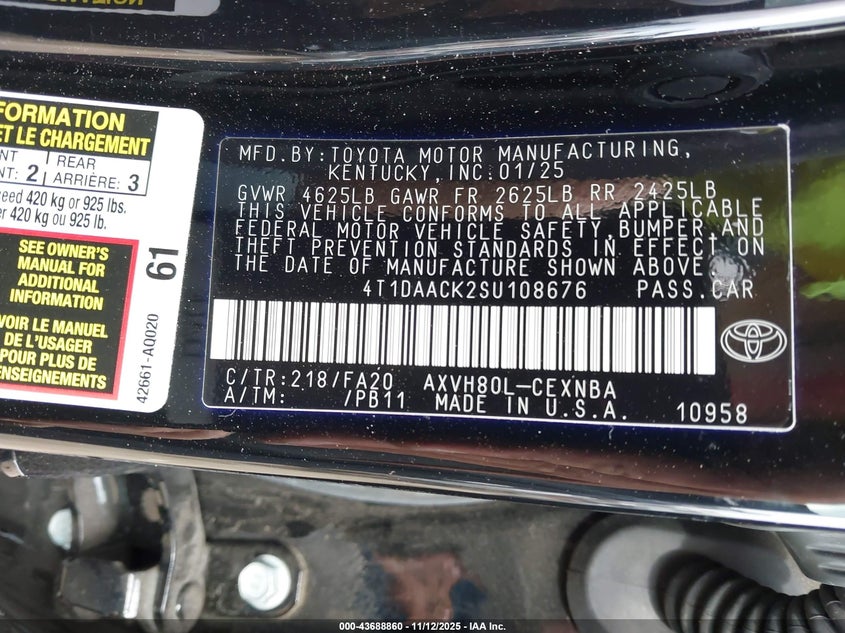 FORMATION
ET LE CHARGEMENT
NT
NT: 2
REAR
ARRIÈRE: 3
eed 420 kg or 925 lbs.
er 420 kg ou 925 lb.
SEE OWNER'S
MANUAL FOR
ADDITIONAL
INFORMATION
VOIR LE MANUEL
DE L'USAGER
POUR PLUS DE
RENSEIGNEMENTS
61
42661-AQ020
MFD.BY:TOYOTA MOTOR MANUFACTURING,
KENTUCKY,INC.01/25
GVWR 4625LB GAWR FR 2625LB RR 2425LB
THIS VEHICLE CONFORMS TO ALL APPLICABLE
FEDERAL MOTOR VEHICLE SAFETY,BUMPER,AND
THEFT PREVENTION STANDARDS IN EFFECT ON
THE DATE OF MANUFACTURE SHOWN ABOVE.
4T1DAACK2SU108676 PASS.CAR
C/TR:218/FA20 AXVH80L-CEXNBA
A/TM: /PB11 MADE IN U.S.A. 10958
000-43688860 - 11/12/2025 - IAA Inc.